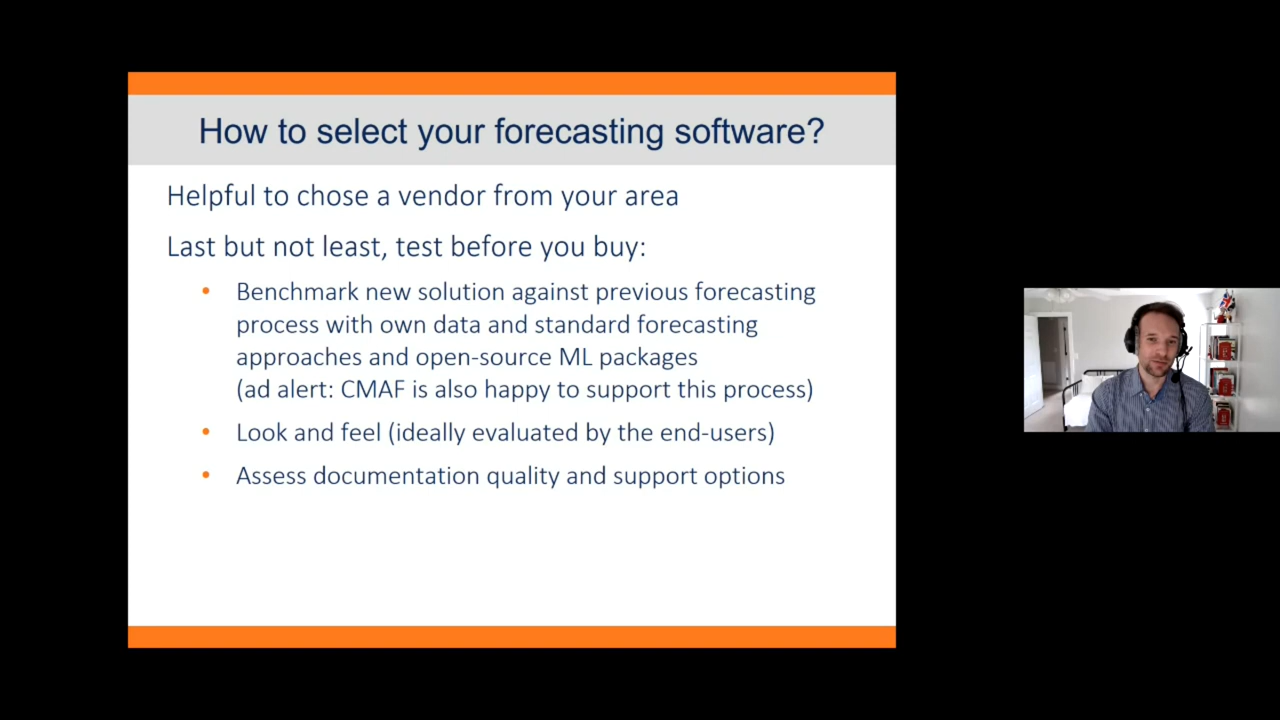 How to select your forecasting software?
Helpful to chose a vendor from your area
Last but not least, test before you buy:
• Benchmark new solution against previous forecasting
process with own data and standard forecasting
approaches and open-source ML packages
(ad alert: CMAF is also happy to support this process)
• Look and feel (ideally evaluated by the end-users)
• Assess documentation quality and support options